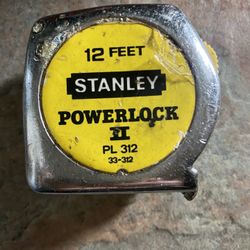 12 FEET
STANLEY
POWERLOCK
II
PL 312
33-312